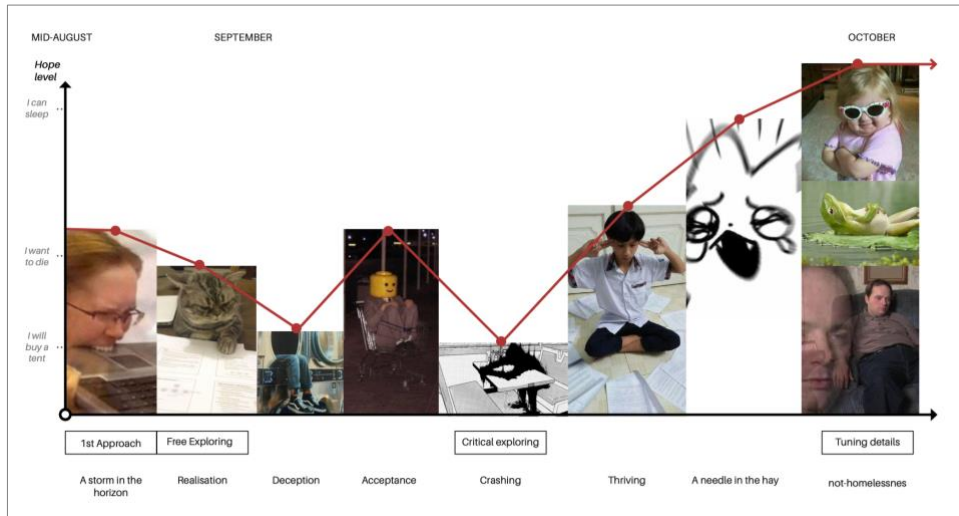 MID-AUGUST
SEPTEMBER
OCTOBER
Hope
level
I can
sleep
I want
to die
I will
buy a
tent
1st Approach
Free Exploring
Critical exploring
Tuning details
A storm in the
horizon
Realisation
Deception
Acceptance
Crashing
Thriving
A needle in the hay
not-homelessnes